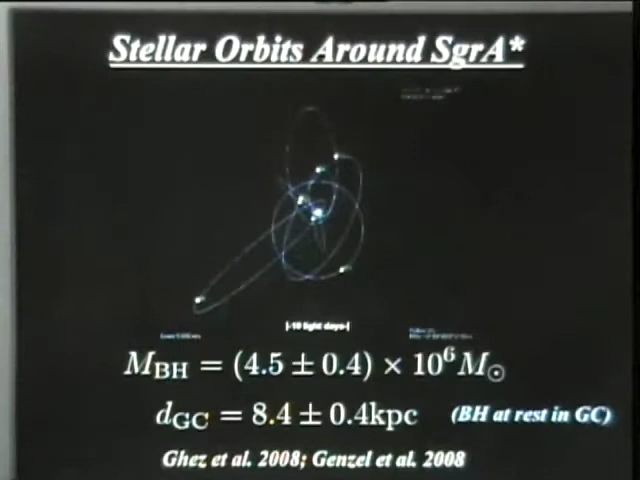 Stellar Orbits Around SgrA*
|-10 light days-|
M_BH = (4.5 ± 0.4) × 10^6 M_⊙
d_GC = 8.4 ± 0.4kpc (BH at rest in GC)
Ghez et al. 2008; Genzel et al. 2008